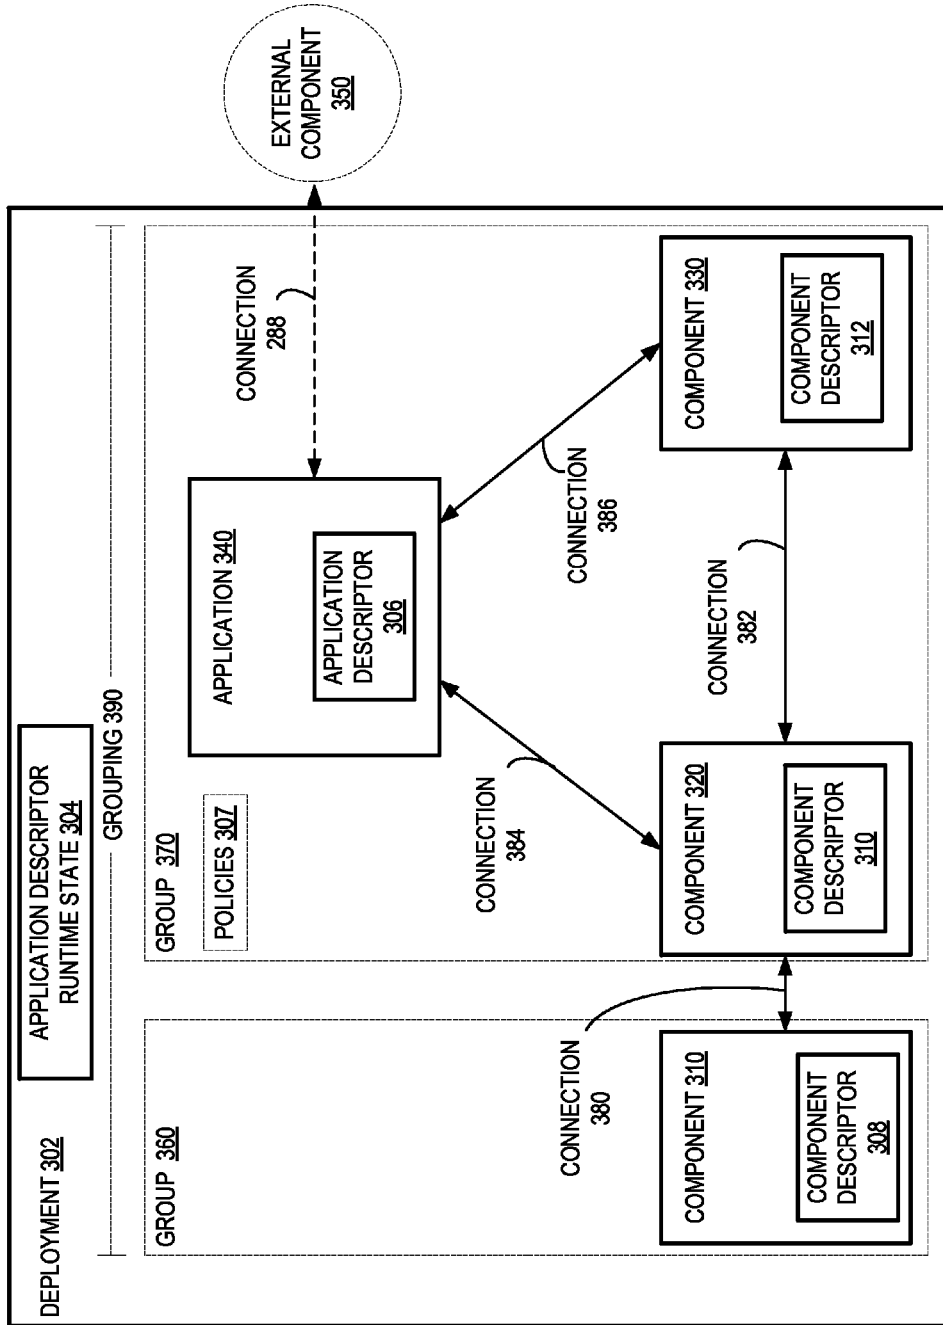 DEPLOYMENT 302
APPLICATION DESCRIPTOR
RUNTIME STATE 304
GROUPING 390
GROUP 360
GROUP 370
POLICIES 307
APPLICATION 340
APPLICATION
DESCRIPTOR
306
CONNECTION
288
EXTERNAL
COMPONENT
350
CONNECTION
384
CONNECTION
386
CONNECTION
380
CONNECTION
382
COMPONENT 310
COMPONENT
DESCRIPTOR
308
COMPONENT 320
COMPONENT
DESCRIPTOR
310
COMPONENT 330
COMPONENT
DESCRIPTOR
312